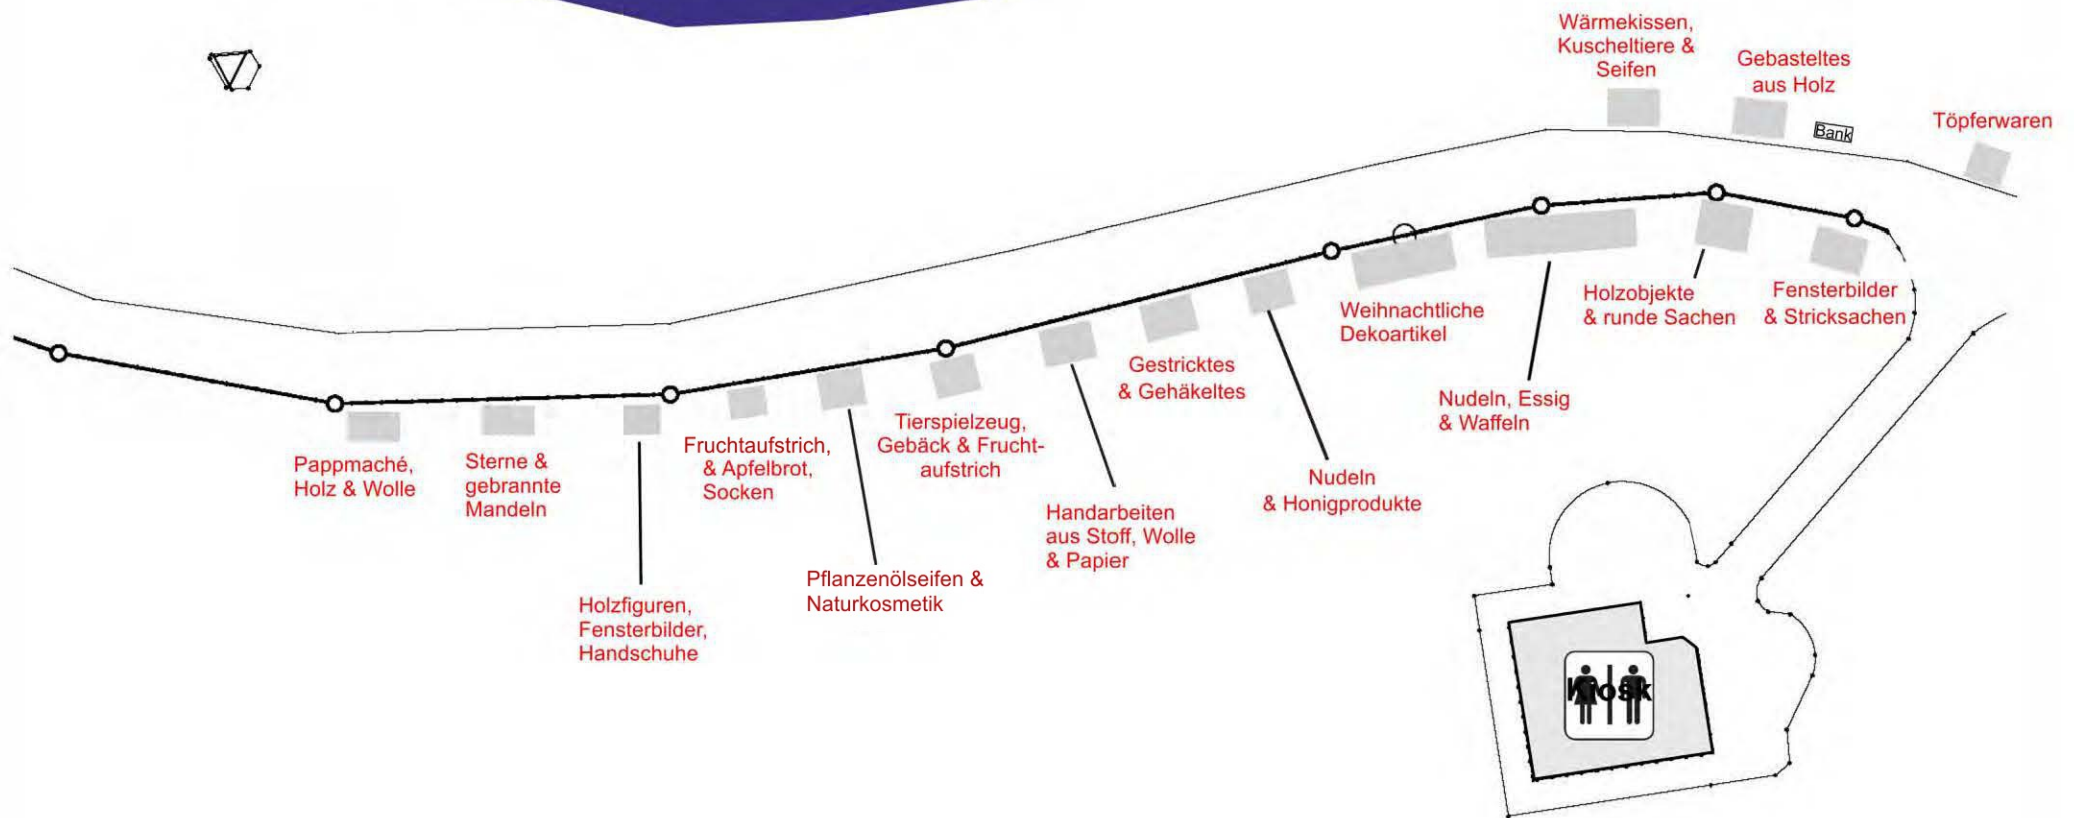 Wärmekissen,
Kuscheltiere &
Seifen
Gebasteltes
aus Holz
Bank
Töpferwaren
Pappmaché,
Holz & Wolle
Sterne &
gebrannte
Mandeln
Holzfiguren,
Fensterbilder,
Handschuhe
Fruchtaufstrich,
& Apfelbrot,
Socken
Pflanzenölseifen &
Naturkosmetik
Tierspielzeug,
Gebäck & Frucht-
aufstrich
Handarbeiten
aus Stoff, Wolle
& Papier
Gestricktes
& Gehäkeltes
Nudeln
& Honigprodukte
Weihnachtliche
Dekoartikel
Nudeln, Essig
& Waffeln
Holzobjekte
& runde Sachen
Fensterbilder
& Stricksachen
Kiosk